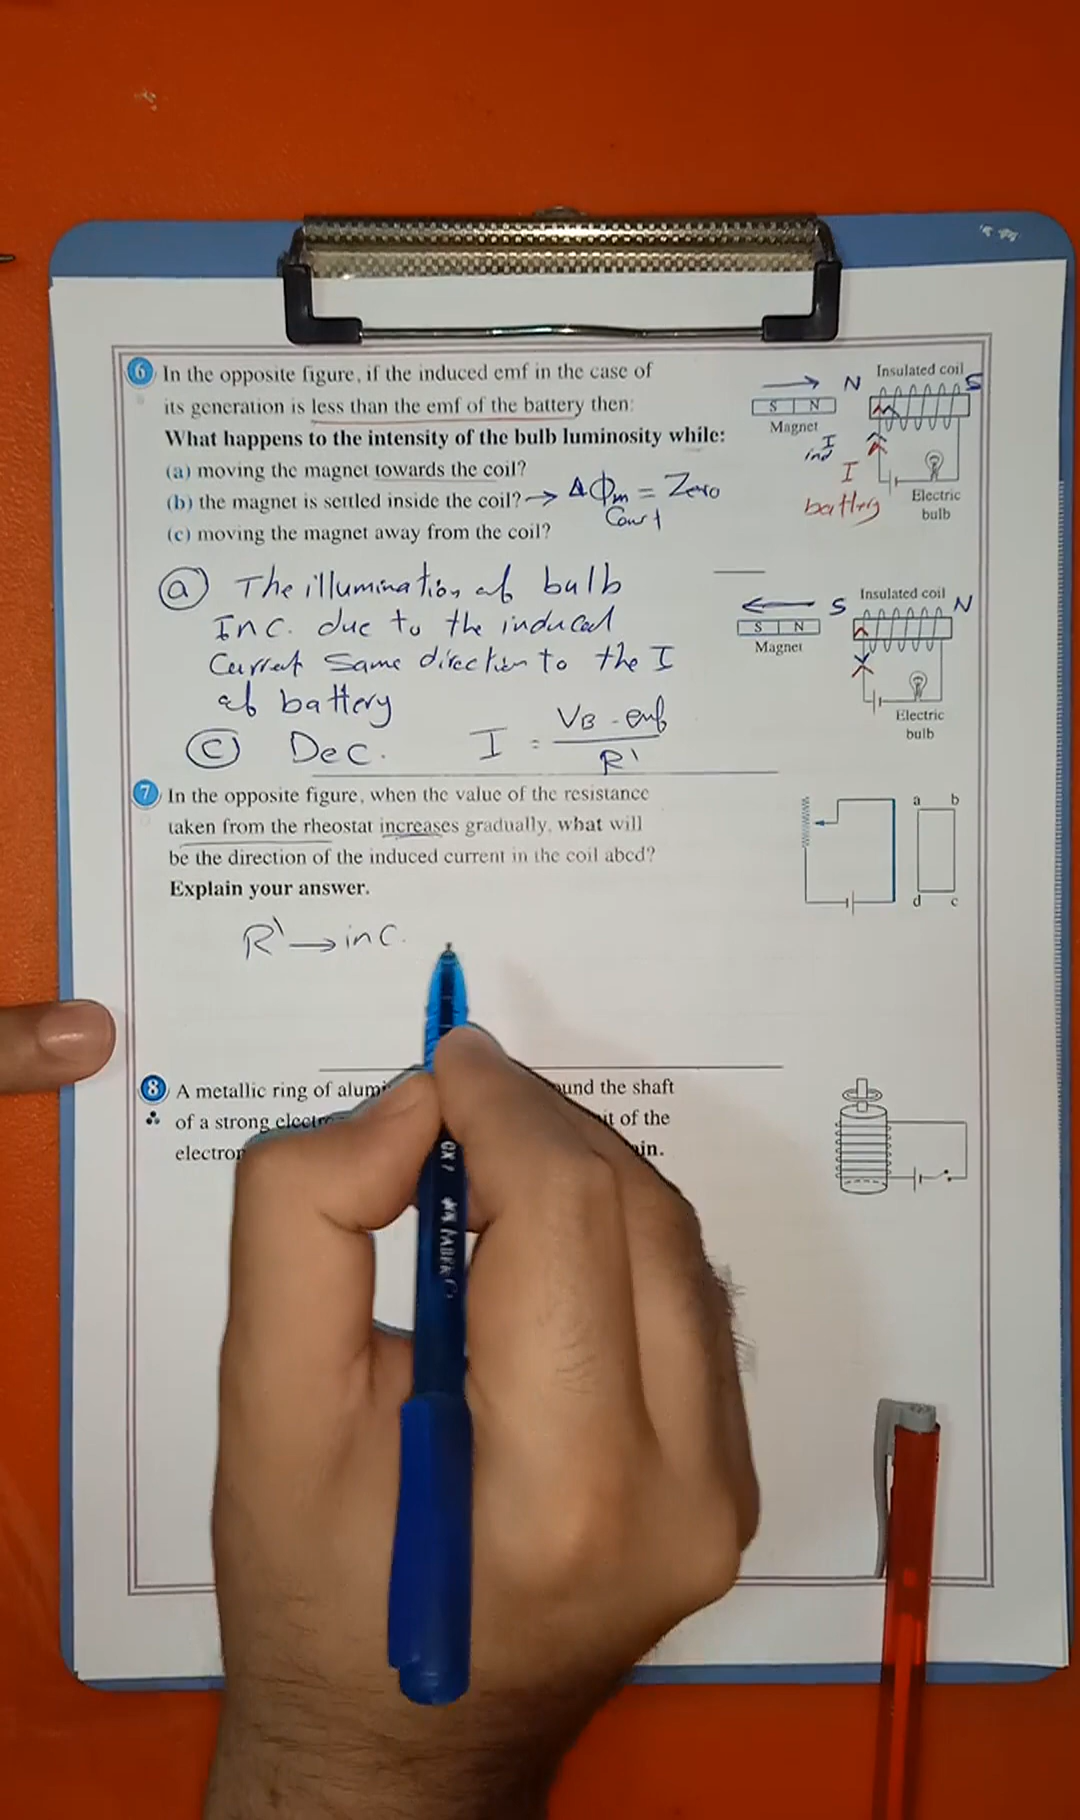 6 In the opposite figure, if the induced emf in the case of
its generation is less than the emf of the battery then:
What happens to the intensity of the bulb luminosity while:
(a) moving the magnet towards the coil?
(b) the magnet is settled inside the coil? → ΔΦm = Zero
Const
(c) moving the magnet away from the coil?
Insulated coil
N S
S N
Magnet
I ind
I
battery
Electric
bulb
(a) The illumination of bulb
Inc. due to the induced
Current same direction to the I
of battery
(c) Dec. I = VB - emf / R'
Insulated coil
S N
S N
Magnet
Electric
bulb
7 In the opposite figure, when the value of the resistance
taken from the rheostat increases gradually, what will
be the direction of the induced current in the coil abcd?
Explain your answer.
a b
d c
R' → inc.
8 A metallic ring of und the shaft
of a strong it of the